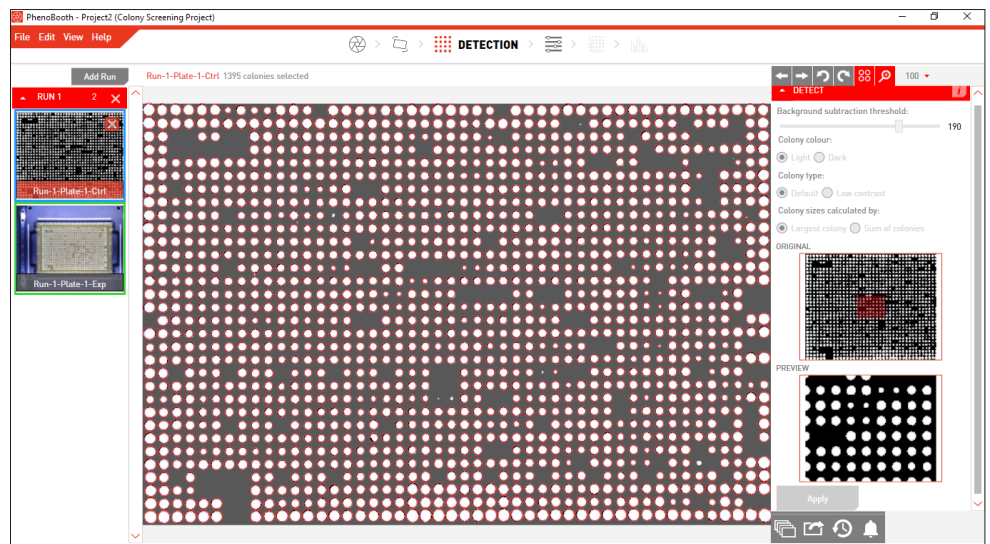 PhenoBooth - Project2 (Colony Screening Project)
File Edit View Help
DETECTION
Add Run
Run-1-Plate-1-Ctrl 1395 colonies selected
100
RUN 1 2
DETECT
Background subtraction threshold:
190
Colony colour:
Light Dark
Colony type:
Default Low contrast
Colony sizes calculated by:
Largest colony Sum of colonies
ORIGINAL
Run-1-Plate-1-Ctrl
Run-1-Plate-1-Exp
PREVIEW
Apply